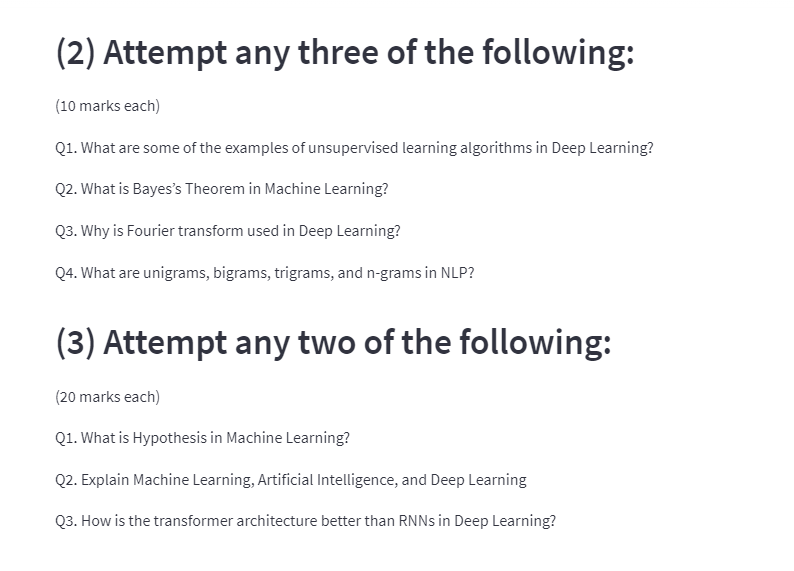 (2) Attempt any three of the following:
(10 marks each)
Q1. What are some of the examples of unsupervised learning algorithms in Deep Learning?
Q2. What is Bayes’s Theorem in Machine Learning?
Q3. Why is Fourier transform used in Deep Learning?
Q4. What are unigrams, bigrams, trigrams, and n-grams in NLP?
(3) Attempt any two of the following:
(20 marks each)
Q1. What is Hypothesis in Machine Learning?
Q2. Explain Machine Learning, Artificial Intelligence, and Deep Learning
Q3. How is the transformer architecture better than RNNs in Deep Learning?